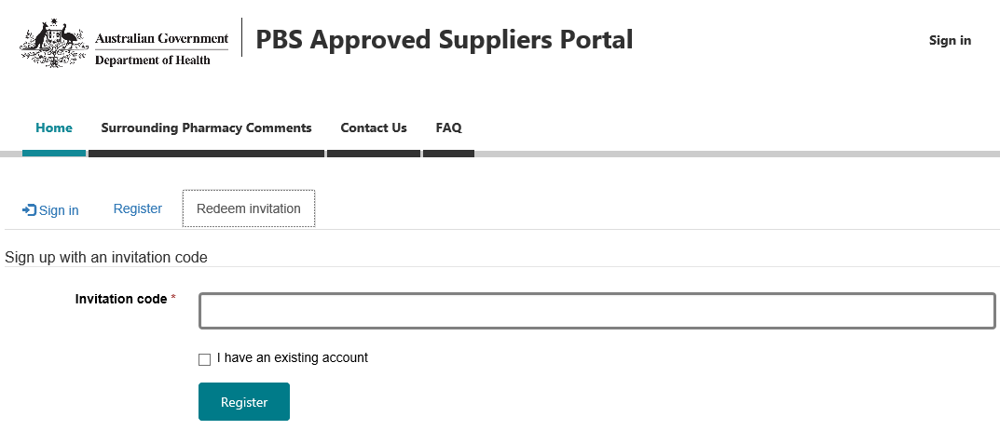 Australian Government
Department of Health
PBS Approved Suppliers Portal
Sign in
Home Surrounding Pharmacy Comments Contact Us FAQ
Sign in Register Redeem invitation
Sign up with an invitation code
Invitation code *
I have an existing account
Register